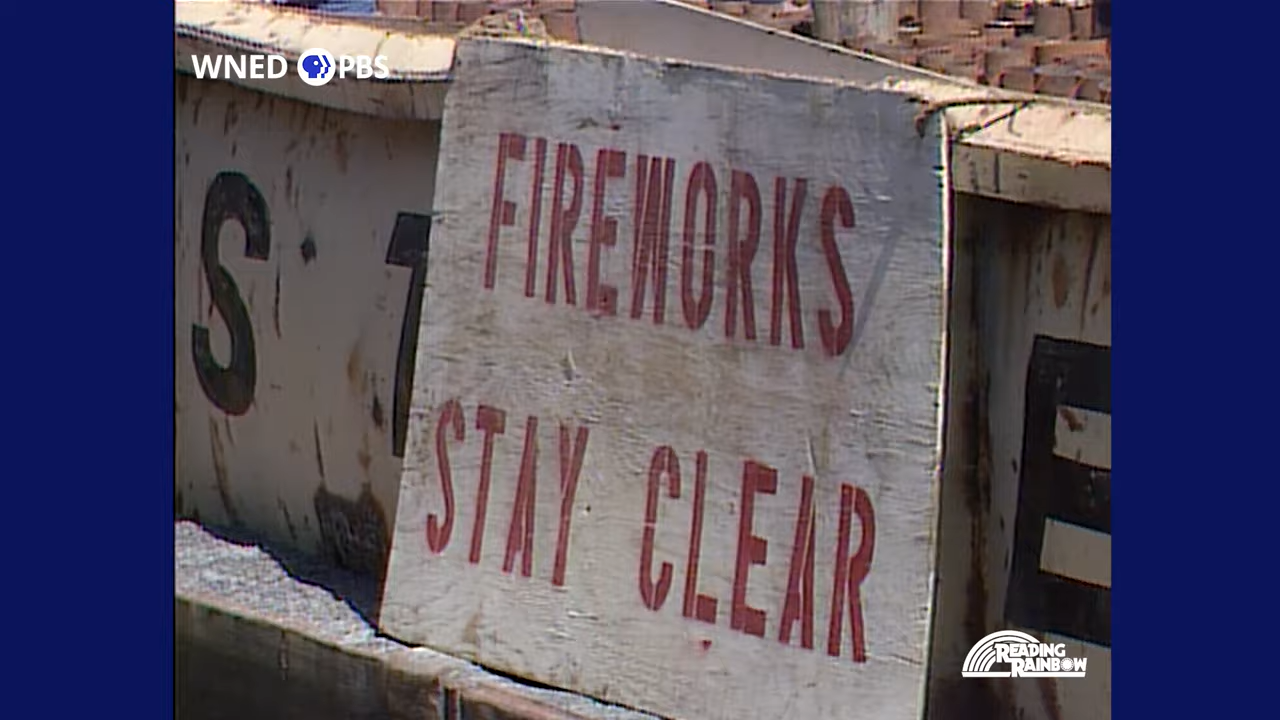 WNED PBS
FIREWORKS
S T
STAY CLEAR
E
READING
RAINBOW